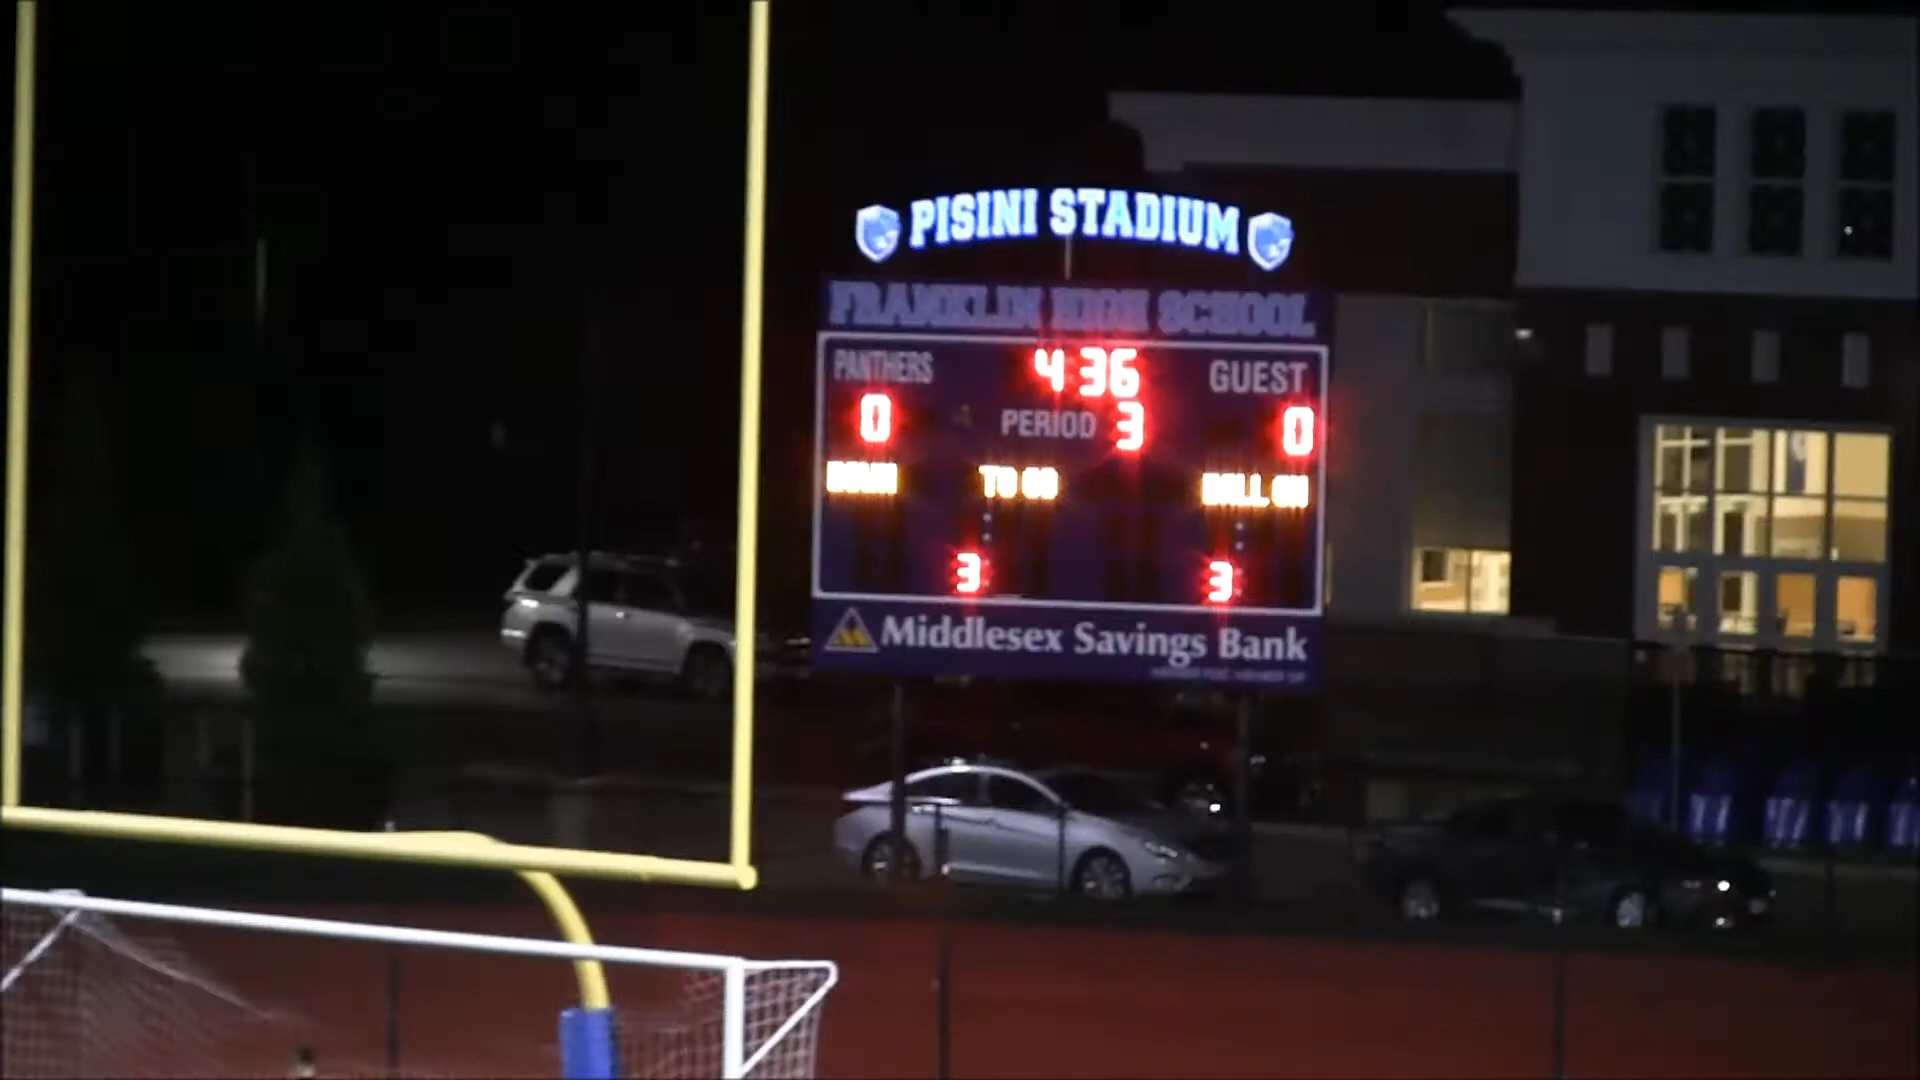 PISINI STADIUM
FRANKLIN HIGH SCHOOL
PANTHERS 4 36 GUEST
0 PERIOD 3 0
DOWN TO GO BALL ON
3 3
Middlesex Savings Bank